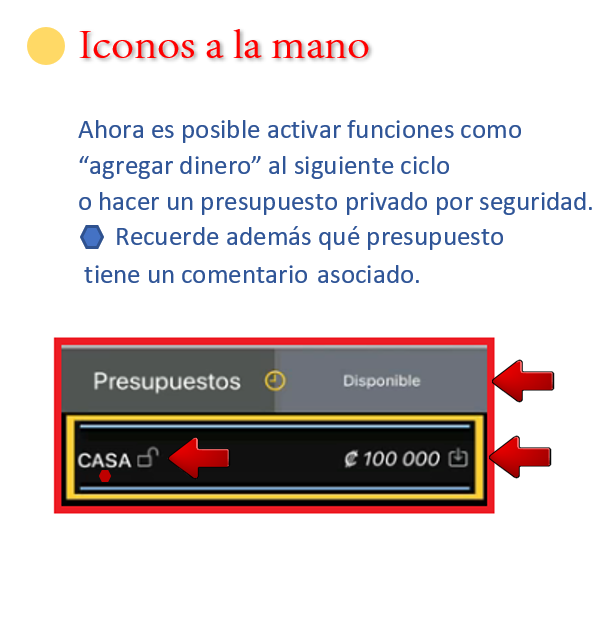 Iconos a la mano
Ahora es posible activar funciones como
“agregar dinero” al siguiente ciclo
o hacer un presupuesto privado por seguridad.
Recuerde además qué presupuesto
tiene un comentario asociado.
Presupuestos Disponible
CASA ₡ 100 000